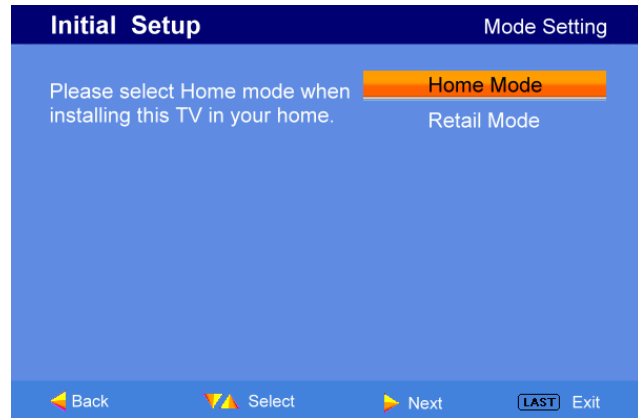 Initial Setup
Mode Setting
Please select Home mode when
installing this TV in your home.
Home Mode
Retail Mode
Back
Select
Next
LAST Exit